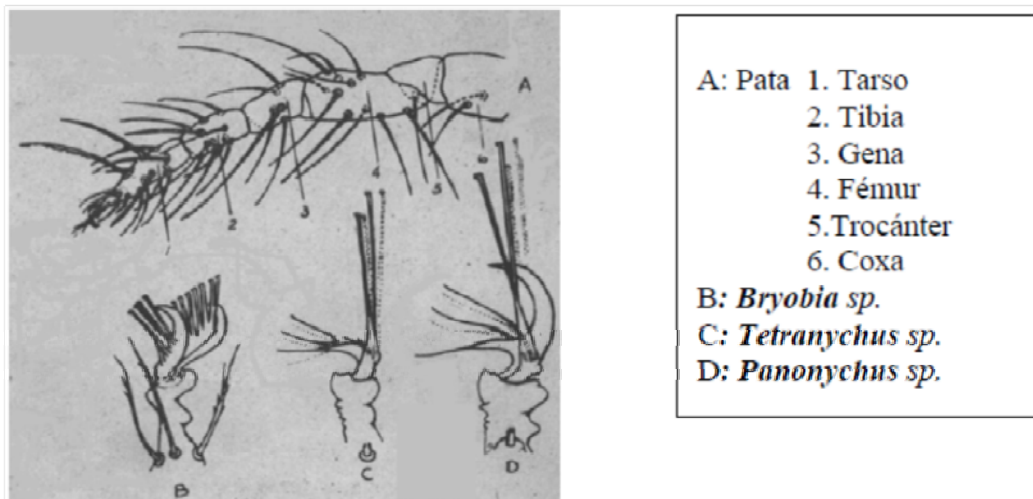 A
2
3
4
5
6
B
C
D
A: Pata 1. Tarso
2. Tibia
3. Gena
4. Fémur
5.Trocánter
6. Coxa
B: Bryobia sp.
C: Tetranychus sp.
D: Panonychus sp.